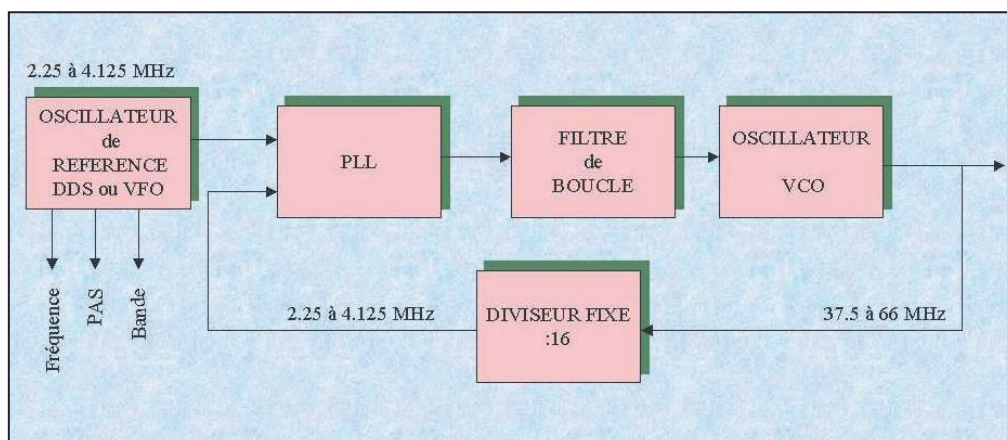 2.25 à 4.125 MHz
OSCILLATEUR
de
REFERENCE
DDS ou VFO
PLL
FILTRE
de
BOUCLE
OSCILLATEUR
VCO
Fréquence
PAS
Bande
2.25 à 4.125 MHz
DIVISEUR FIXE
:16
37.5 à 66 MHz